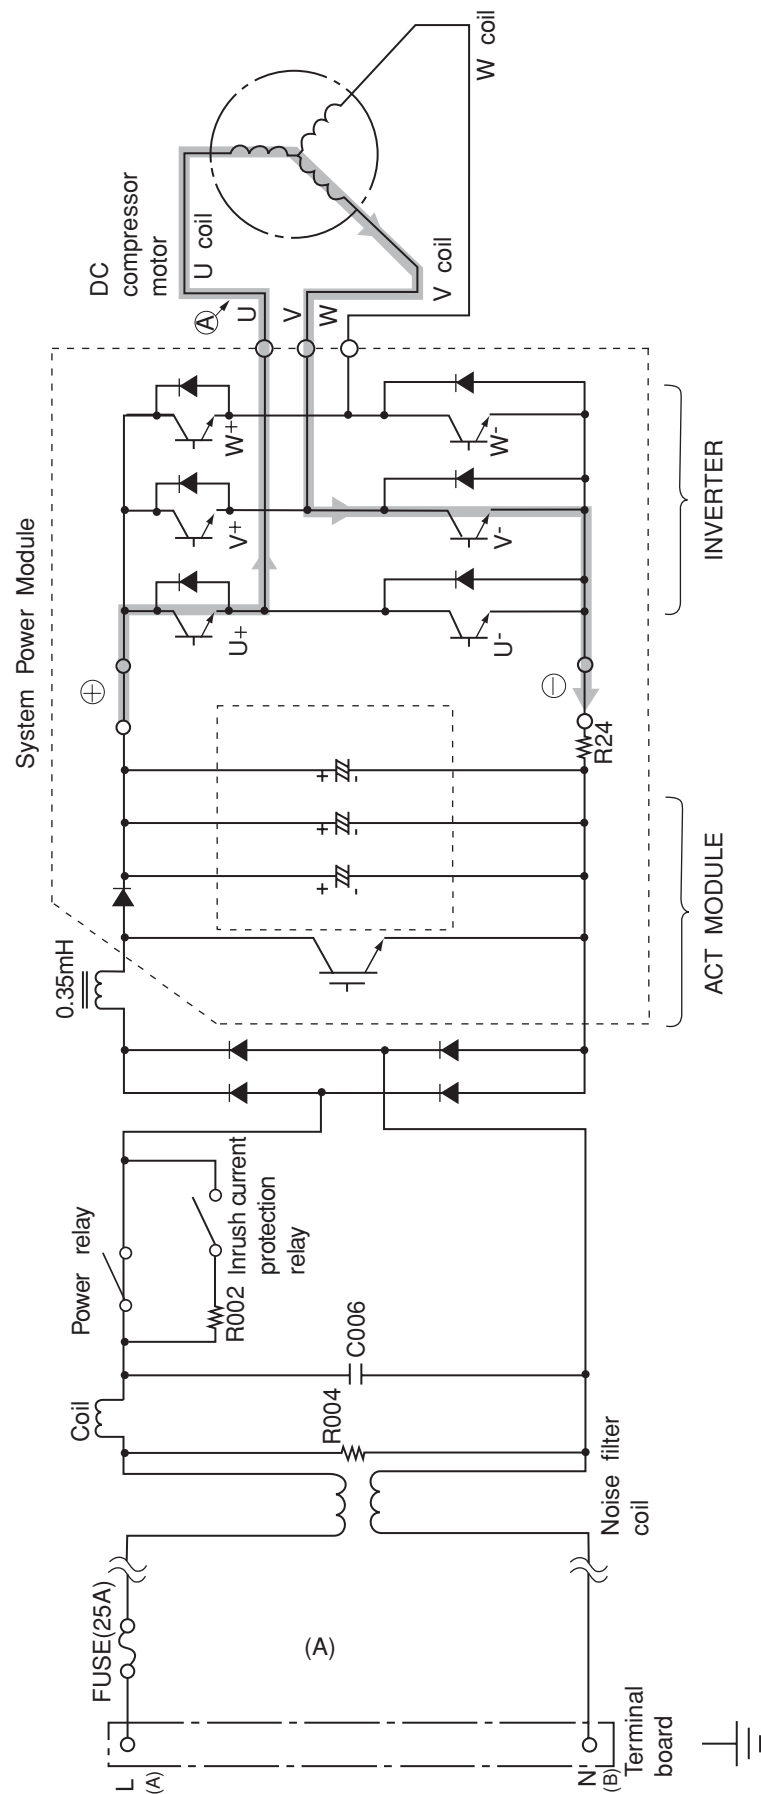 L
(A)
N
(B)
Terminal
board
FUSE(25A)
(A)
Noise filter
coil
Coil
R004
C006
Power relay
R002
Inrush current
protection
relay
0.35mH
ACT MODULE
System Power Module
+
-
+
-
+
-
R24
+
−
U+
V+
W+
U-
V-
W-
INVERTER
U
V
W
A
DC
compressor
motor
U coil
V coil
W coil